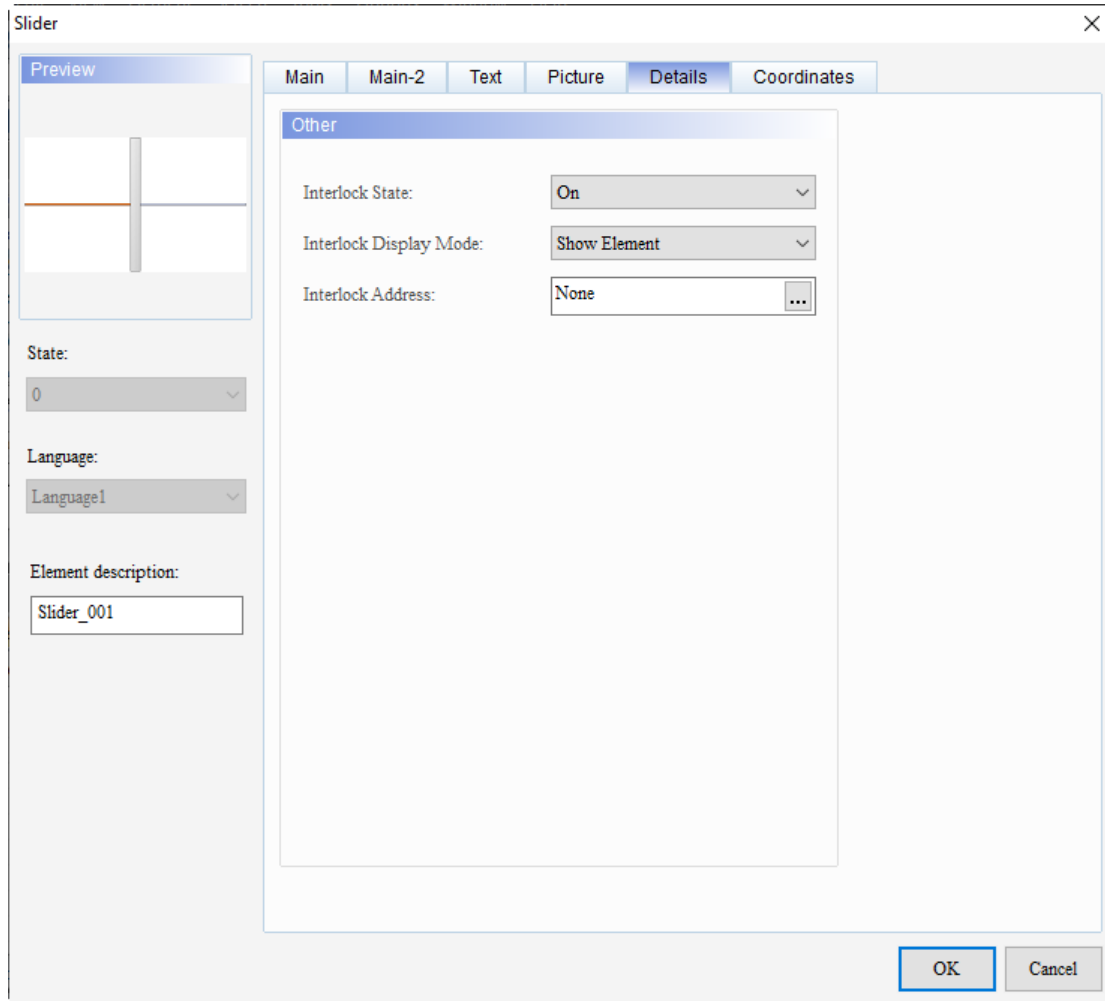 Slider
Preview
Main Main-2 Text Picture Details Coordinates
Other
Interlock State: On
Interlock Display Mode: Show Element
Interlock Address: None ...
State:
0
Language:
Language1
Element description:
Slider_001
OK Cancel